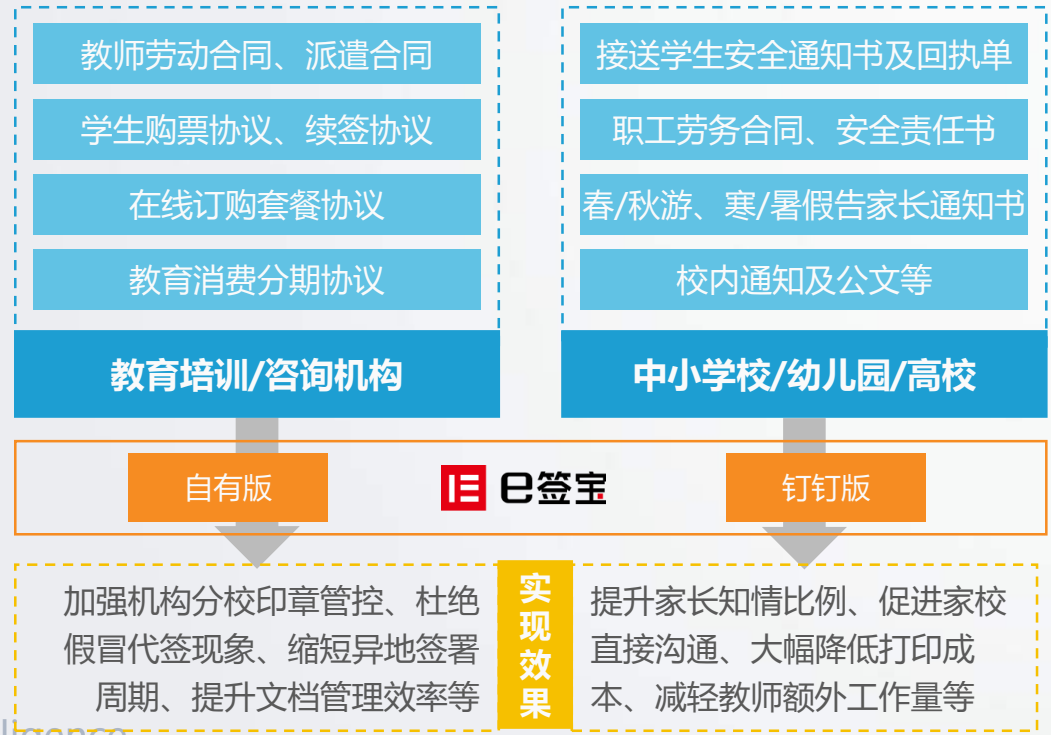 教师劳动合同、派遣合同
学生购票协议、续签协议
在线订购套餐协议
教育消费分期协议
教育培训/咨询机构
接送学生安全通知书及回执单
职工劳务合同、安全责任书
春/秋游、寒/暑假告家长通知书
校内通知及公文等
中小学校/幼儿园/高校
自有版
e签宝
钉钉版
加强机构分校印章管控、杜绝
假冒代签现象、缩短异地签署
周期、提升文档管理效率等
实现效果
提升家长知情比例、促进家校
直接沟通、大幅降低打印成
本、减轻教师额外工作量等